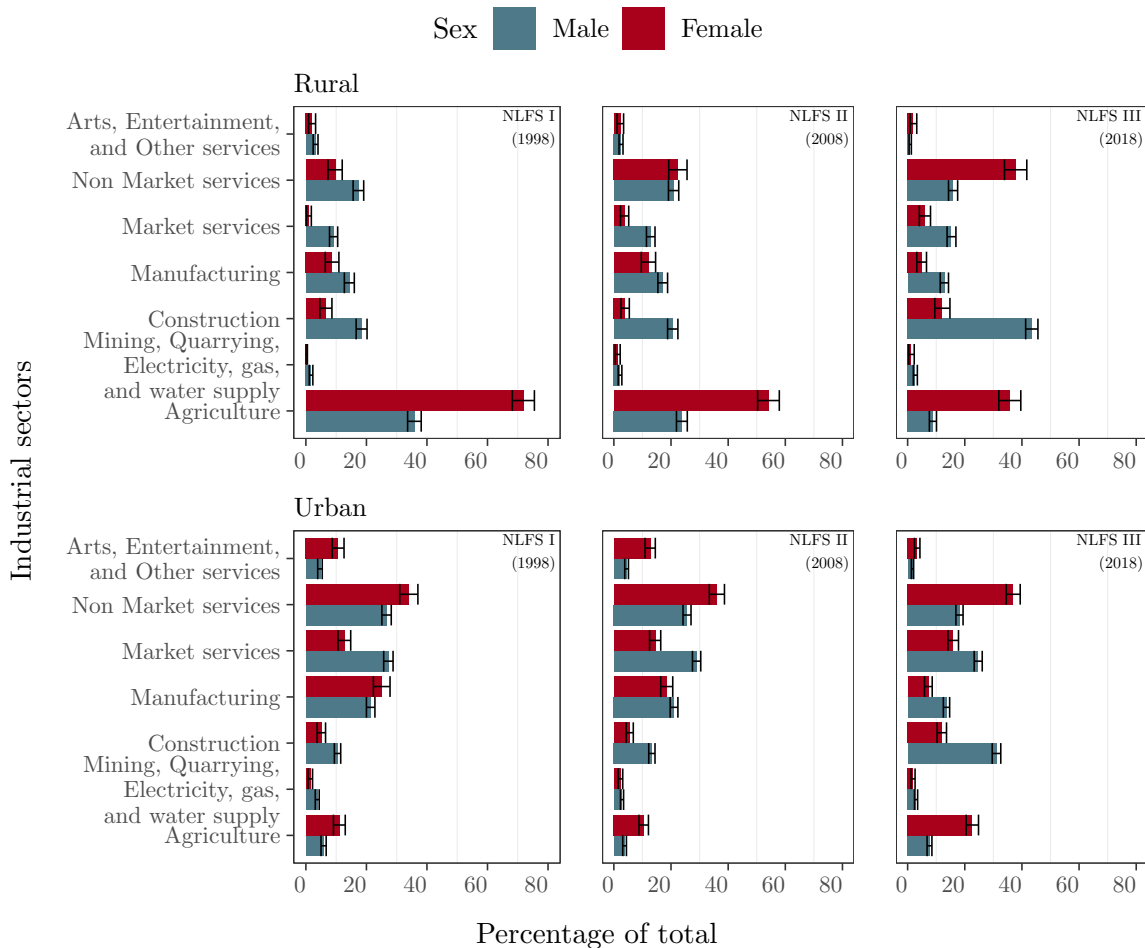 Sex Male Female
Rural
NLFS I
(1998)
NLFS II
(2008)
NLFS III
(2018)
Arts, Entertainment,
and Other services
Non Market services
Market services
Manufacturing
Construction
Mining, Quarrying,
Electricity, gas,
and water supply
Agriculture
0 20 40 60 80
0 20 40 60 80
0 20 40 60 80
Industrial sectors
Urban
NLFS I
(1998)
NLFS II
(2008)
NLFS III
(2018)
Arts, Entertainment,
and Other services
Non Market services
Market services
Manufacturing
Construction
Mining, Quarrying,
Electricity, gas,
and water supply
Agriculture
0 20 40 60 80
0 20 40 60 80
0 20 40 60 80
Percentage of total